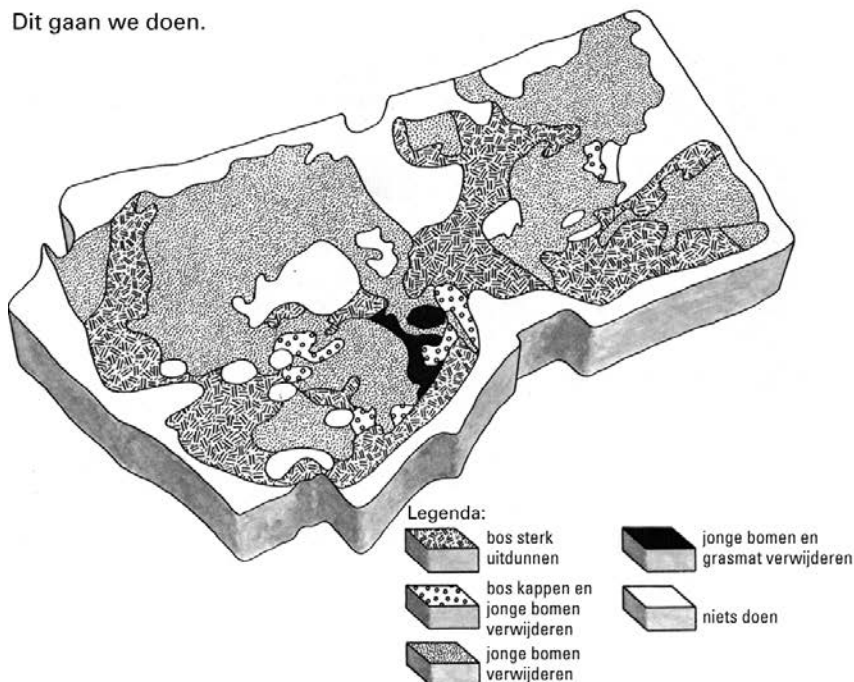 Dit gaan we doen.
Legenda:
bos sterk
uitdunnen
bos kappen en
jonge bomen
verwijderen
jonge bomen
verwijderen
jonge bomen en
grasmat verwijderen
niets doen